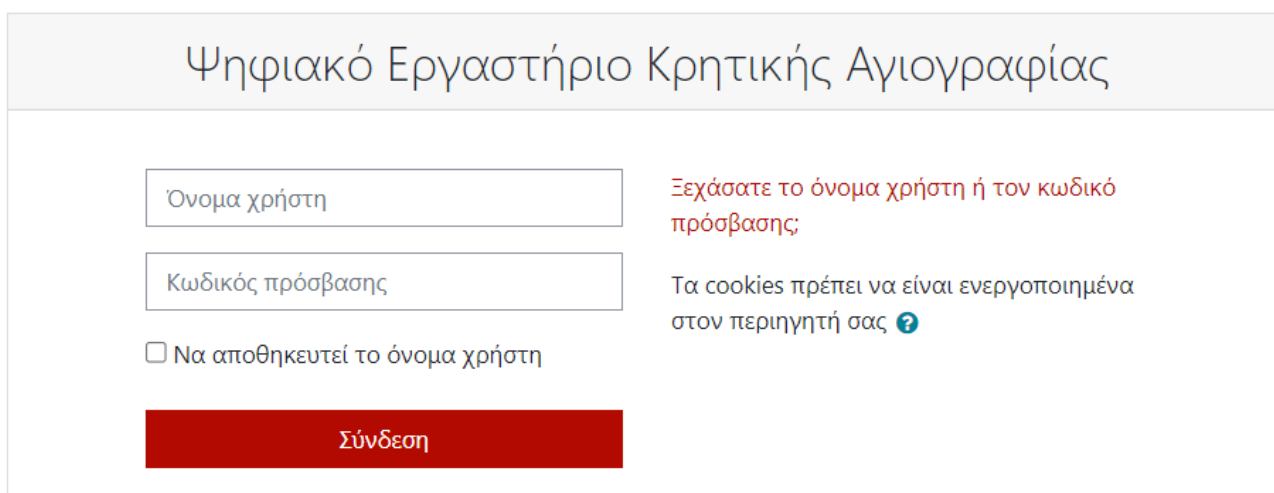 Ψηφιακό Εργαστήριο Κρητικής Αγιογραφίας
Όνομα χρήστη
Κωδικός πρόσβασης
Να αποθηκευτεί το όνομα χρήστη
Σύνδεση
Ξεχάσατε το όνομα χρήστη ή τον κωδικό
πρόσβασης;
Τα cookies πρέπει να είναι ενεργοποιημένα
στον περιηγητή σας ?